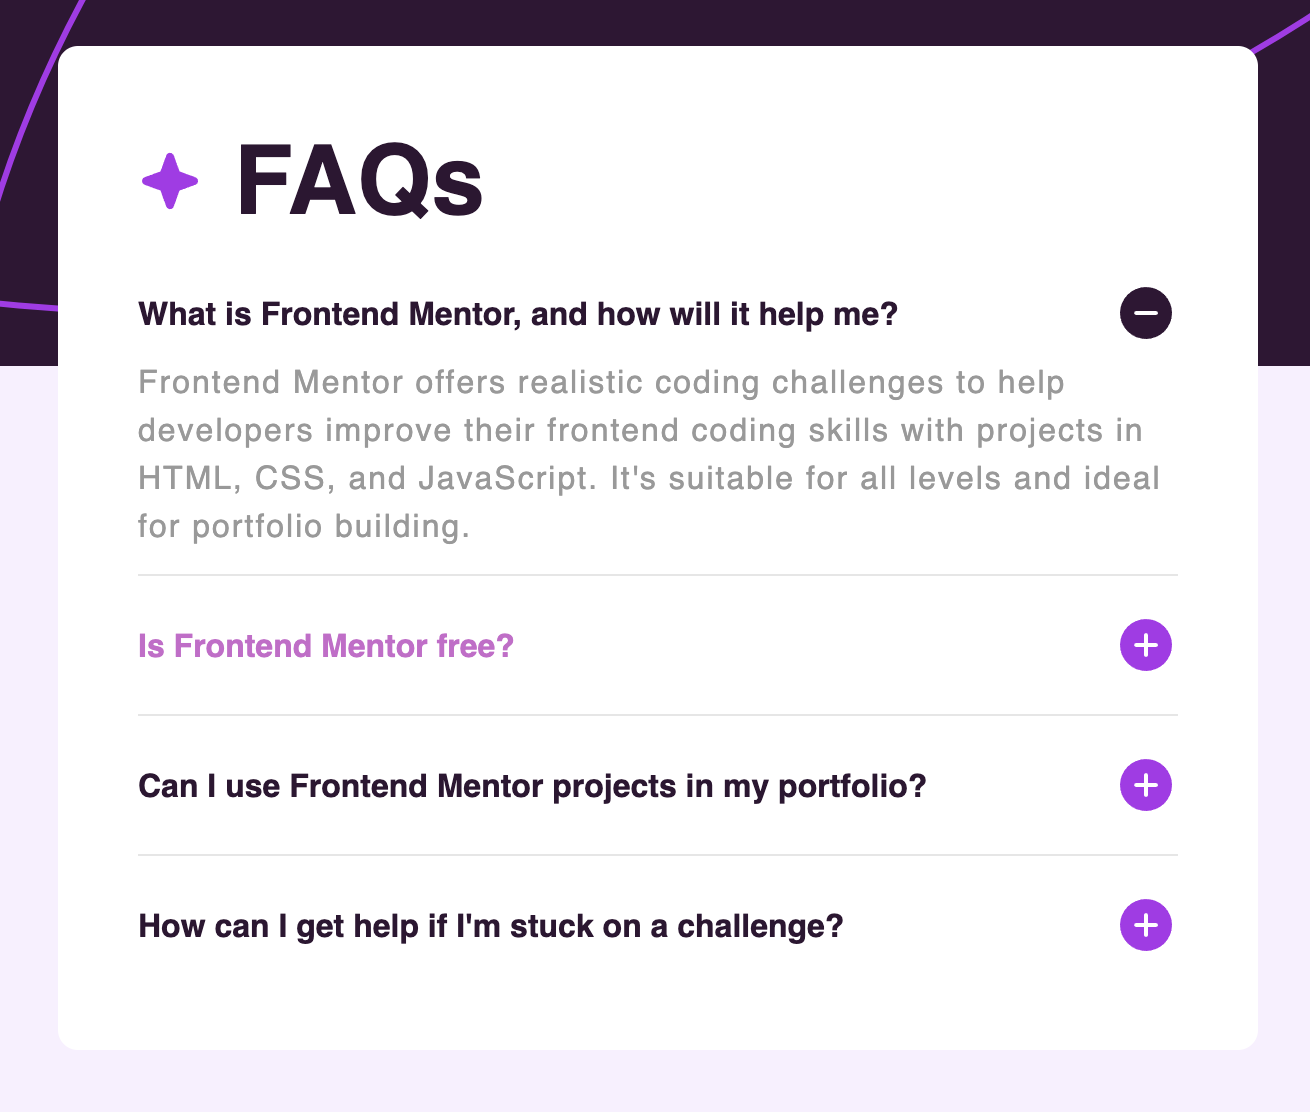 FAQs
What is Frontend Mentor, and how will it help me?
Frontend Mentor offers realistic coding challenges to help
developers improve their frontend coding skills with projects in
HTML, CSS, and JavaScript. It's suitable for all levels and ideal
for portfolio building.
Is Frontend Mentor free?
Can I use Frontend Mentor projects in my portfolio?
How can I get help if I'm stuck on a challenge?